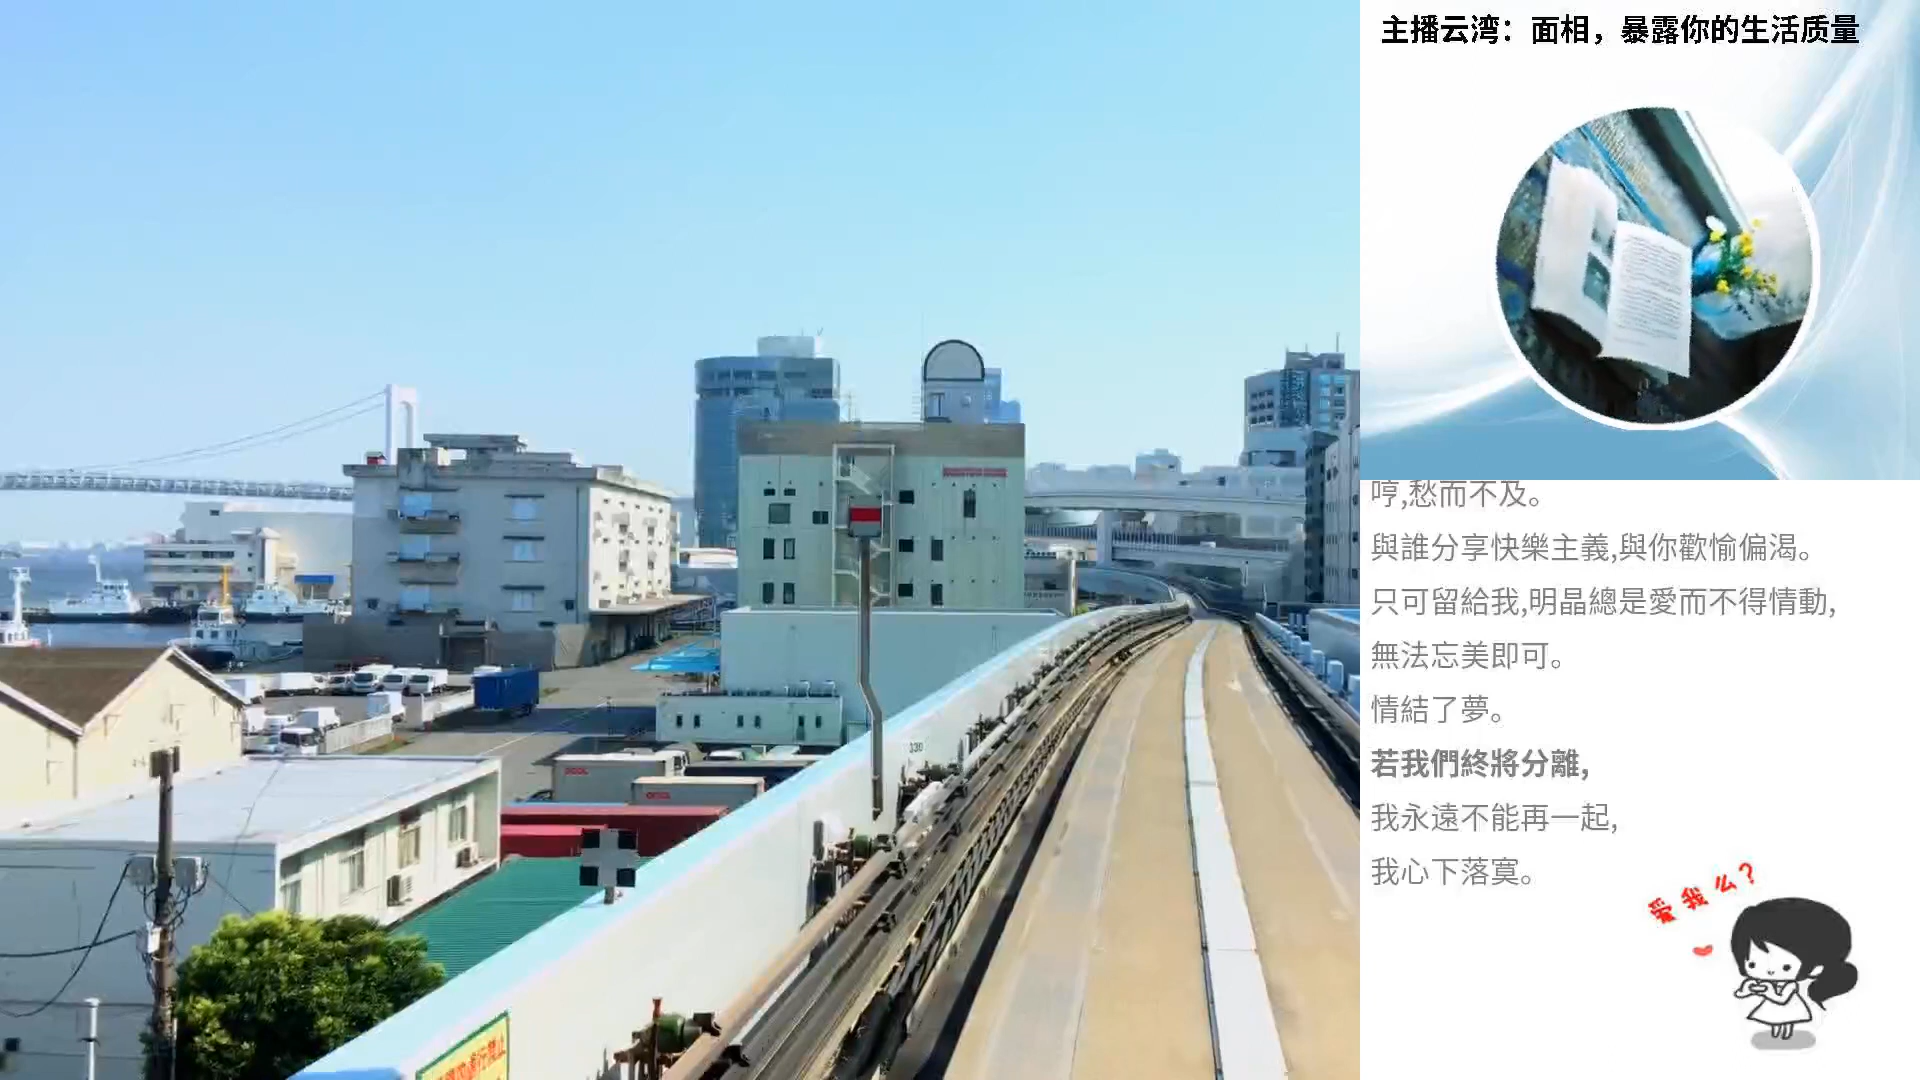 主播云湾：面相，暴露你的生活质量
哼,愁而不及。
與誰分享快樂主義,與你歡愉偏渴。
只可留給我,明晶總是愛而不得情動,
無法忘美即可。
情結了夢。
若我們終將分離,
我永遠不能再一起,
我心下落寞。
爱我么？
330